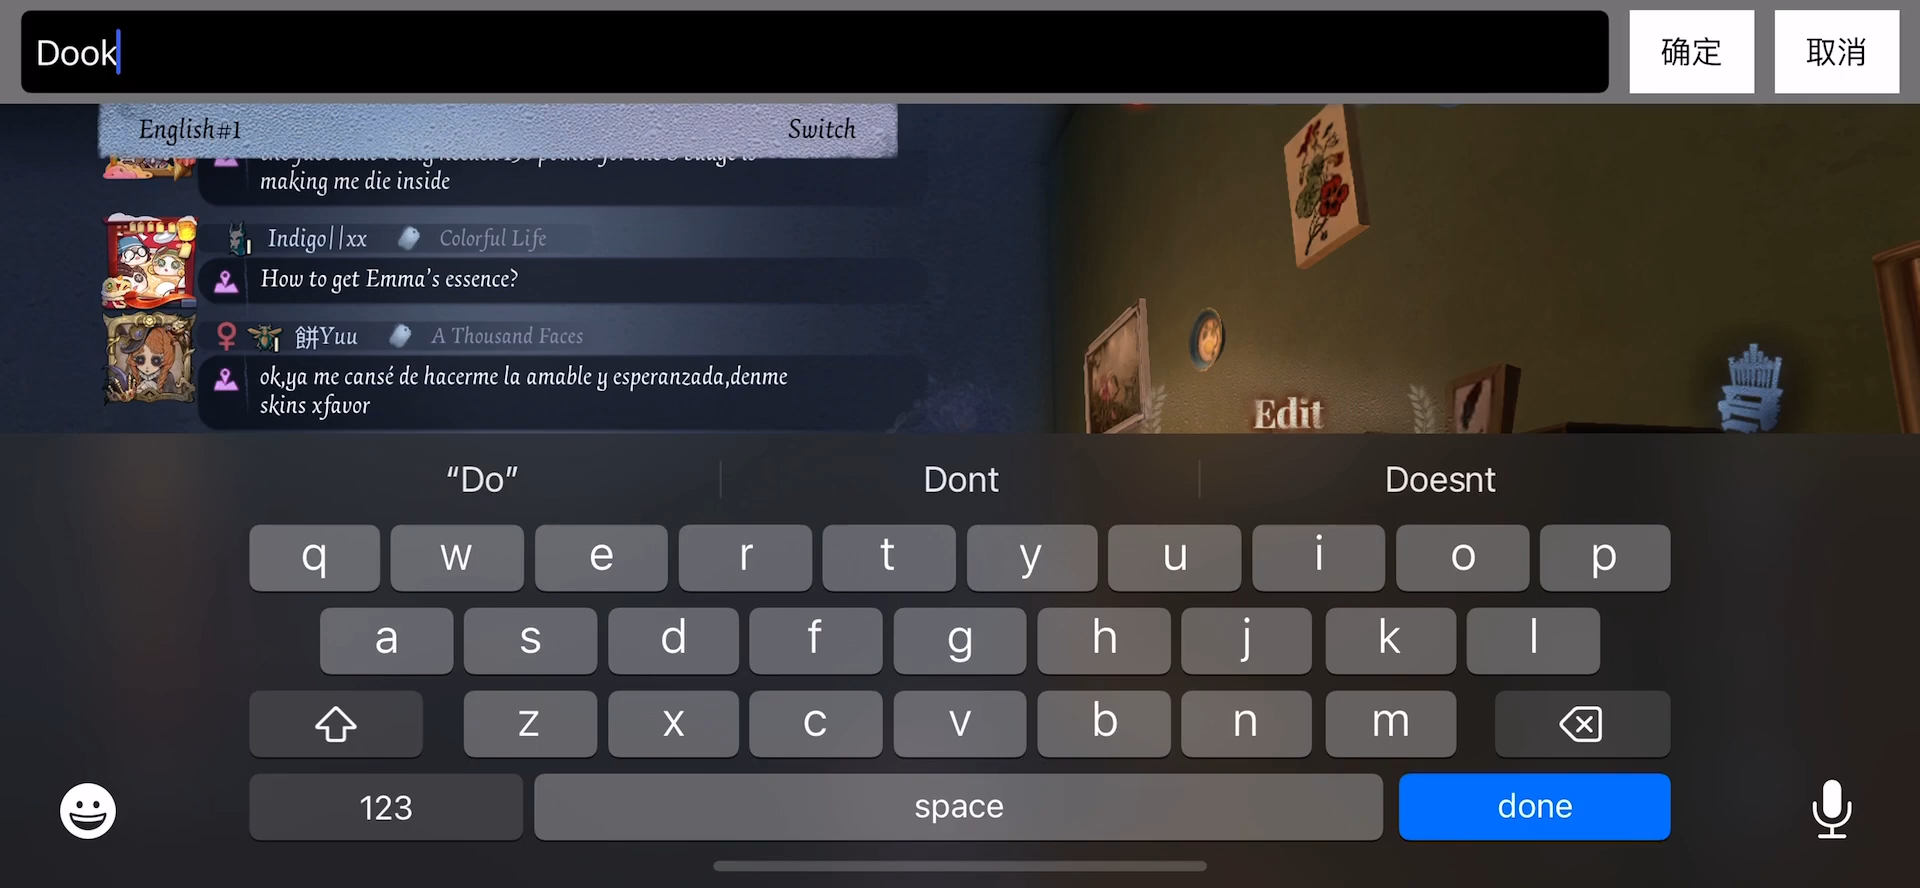 Dook
确定
取消
English#1
Switch
making me die inside
Indigo||xx
Colorful Life
How to get Emma's essence?
餅Yuu
A Thousand Faces
ok,ya me cansé de hacerme la amable y esperanzada,denme
skins xfavor
Edit
“Do”
Dont
Doesnt
q w e r t y u i o p
a s d f g h j k l
z x c v b n m
123
space
done